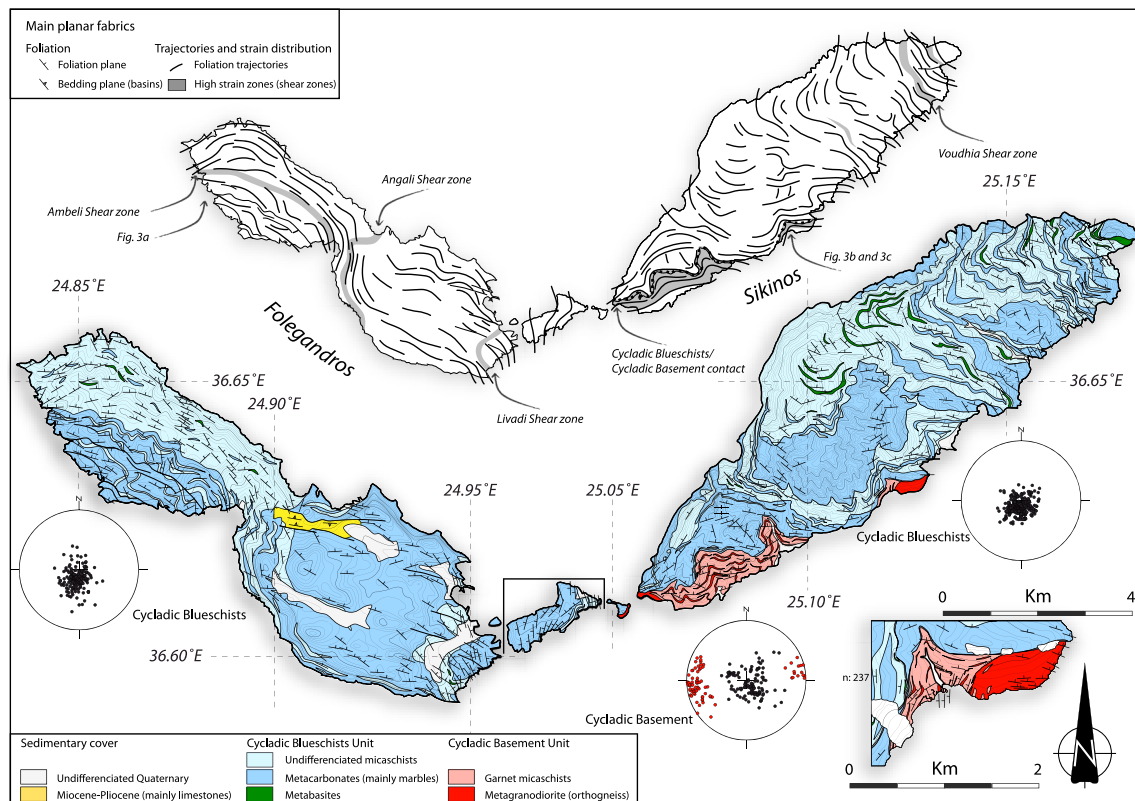 Main planar fabrics
Foliation
Trajectories and strain distribution
Foliation plane
Foliation trajectories
Bedding plane (basins)
High strain zones (shear zones)
Voudhia Shear zone
25.15˚E
Angali Shear zone
Ambeli Shear zone
Fig. 3a
Fig. 3b and 3c
Sikinos
24.85˚E
Folegandros
Cycladic Blueschists/
Cycladic Basement contact
36.65˚E
36.65˚E
24.90˚E
Livadi Shear zone
N
24.95˚E
25.05˚E
N
Cycladic Blueschists
Cycladic Blueschists
25.10˚E
0 Km 4
36.60˚E
N
n: 237
Cycladic Basement
Sedimentary cover
Cycladic Blueschists Unit
Cycladic Basement Unit
Undifferenciated micaschists
Undifferenciated Quaternary
Metacarbonates (mainly marbles)
Garnet micaschists
Miocene-Pliocene (mainly limestones)
Metabasites
Metagranodiorite (orthogneiss)
0 Km 2
N